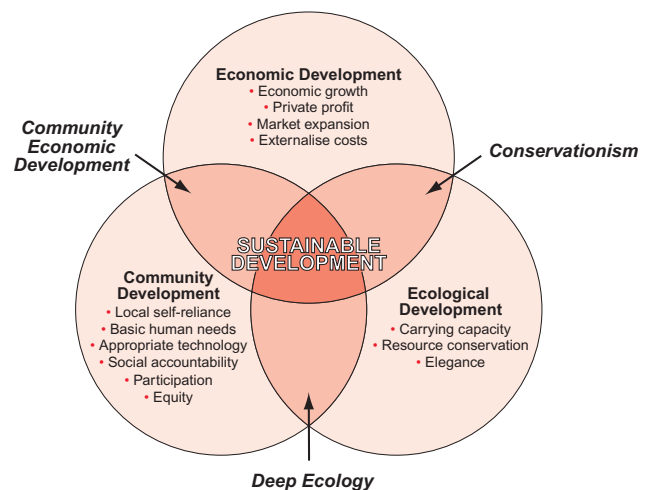 Economic Development
• Economic growth
• Private profit
• Market expansion
• Externalise costs
Community
Economic
Development
Conservationism
SUSTAINABLE
DEVELOPMENT
Community
Development
• Local self-reliance
• Basic human needs
• Appropriate technology
• Social accountability
• Participation
• Equity
Ecological
Development
• Carrying capacity
• Resource conservation
• Elegance
Deep Ecology